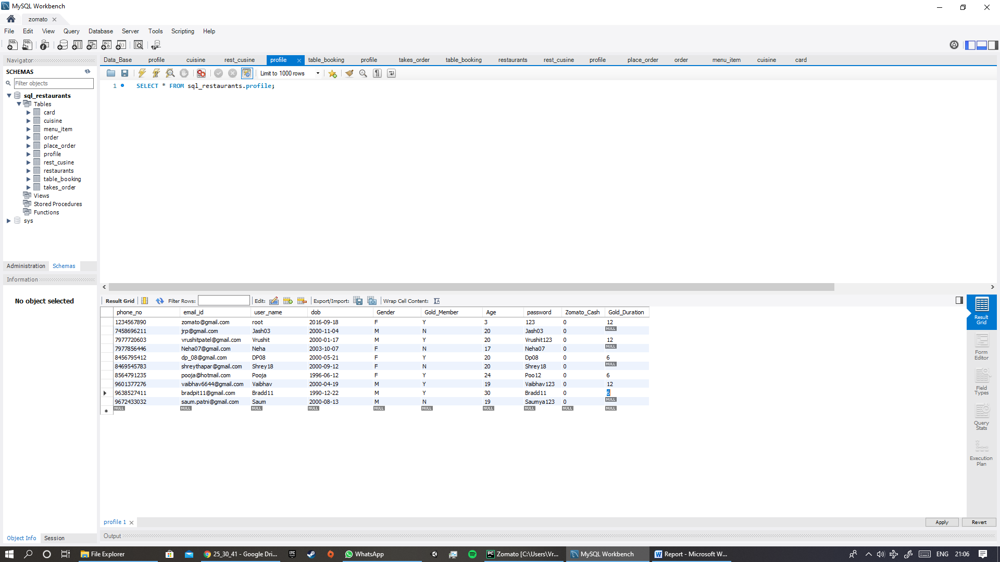 MySQL Workbench
zomato
File Edit View Query Database Server Tools Scripting Help
Navigator
SCHEMAS
Filter objects
sql_restaurants
Tables
card
cuisine
menu_item
order
place_order
profile
rest_cusine
restaurants
table_booking
takes_order
Views
Stored Procedures
Functions
sys
Administration Schemas
Information
No object selected
Object Info Session
Data_Base profile cuisine rest_cusine profile table_booking profile takes_order table_booking restaurants rest_cusine profile place_order order menu_item cuisine card
Limit to 1000 rows
1 SELECT * FROM sql_restaurants.profile;
Result Grid Filter Rows: Edit: Export/Import: Wrap Cell Content:
phone_no email_id user_name dob Gender Gold_Member Age password Zomato_Cash Gold_Duration
1234567890 zomato@gmail.com root 2016-09-18 F Y 3 123 0 12
7458696211 jrp@gmail.com Jash03 2000-11-04 M N 20 Jash03 0 NULL
7977720603 vrushitpatel@gmail.com Vrushit 2000-01-17 M Y 20 Vrushit123 0 12
7977856446 Neha07@gmail.com Neha 2003-10-07 F N 17 Neha07 0 NULL
8456795412 dp_08@gmail.com DP08 2000-05-21 F Y 20 Dp08 0 6
8469545783 shreythapar@gmail.com Shrey18 2000-09-12 F N 20 Shrey18 0 NULL
8564791235 pooja@hotmail.com Pooja 1996-06-12 F Y 24 Poo12 0 6
9601377276 vaibhav6644@gmail.com Vaibhav 2000-04-19 M Y 19 Vaibhav123 0 12
9638527411 bradpit11@gmail.com Bradd11 1990-12-22 M Y 30 Bradd11 0 6
9672433032 saum.patni@gmail.com Saum 2000-08-13 M N 19 Saumya123 0 NULL
NULL NULL NULL NULL NULL NULL NULL NULL NULL NULL
Result
Grid
Form
Editor
Field
Types
Query
Stats
Execution
Plan
profile 1
Apply Revert
Output
File Explorer 25_30_41 - Google Dri... EPIC WhatsApp PC Zomato [C:\Users\Vr... MySQL Workbench Report - Microsoft W... ENG 21:06